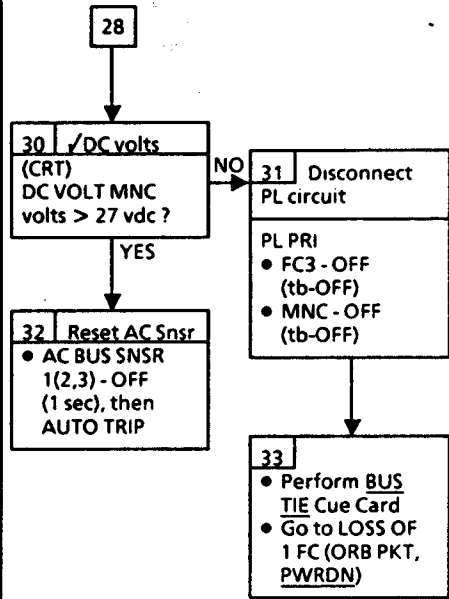 28
30 ✓DC volts
(CRT)
DC VOLT MNC
volts > 27 vdc ?
NO
YES
31 Disconnect
PL circuit
PL PRI
● FC3 - OFF
(tb-OFF)
● MNC - OFF
(tb-OFF)
32 Reset AC Snsr
● AC BUS SNSR
1(2,3) - OFF
(1 sec), then
AUTO TRIP
33
● Perform BUS
TIE Cue Card
● Go to LOSS OF
1 FC (ORB PKT,
PWRDN)